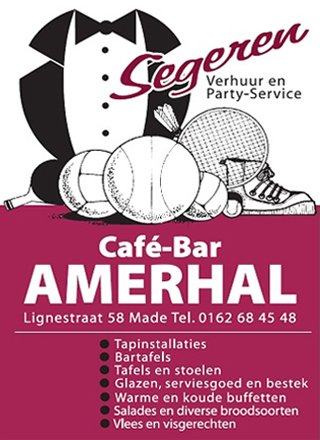 Segeren
Verhuur en
Party-Service
Café-Bar
AMERHAL
Lignestraat 58 Made Tel. 0162 68 45 48
Tapinstallaties
Bartafels
Tafels en stoelen
Glazen, serviesgoed en bestek
Warme en koude buffetten
Salades en diverse broodsoorten
Vlees en visgerechten